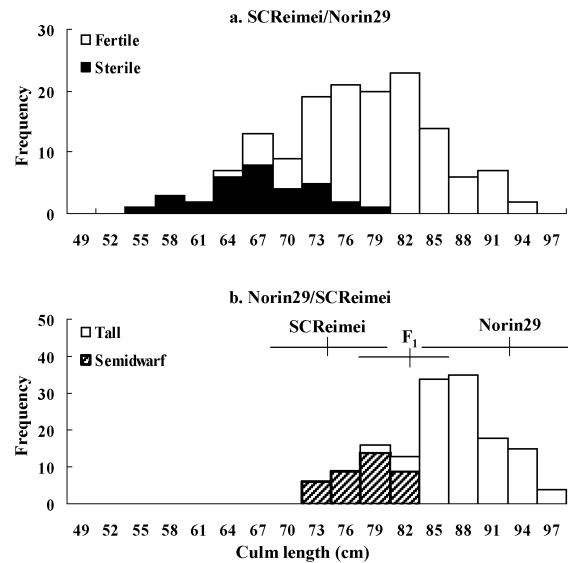 a. SCReimei/Norin29
30
20
10
0
Frequency
Fertile
Sterile
49 52 55 58 61 64 67 70 73 76 79 82 85 88 91 94 97
b. Norin29/SCReimei
50
40
30
20
10
0
Frequency
Tall
Semidwarf
SCReimei
F1
Norin29
49 52 55 58 61 64 67 70 73 76 79 82 85 88 91 94 97
Culm length (cm)